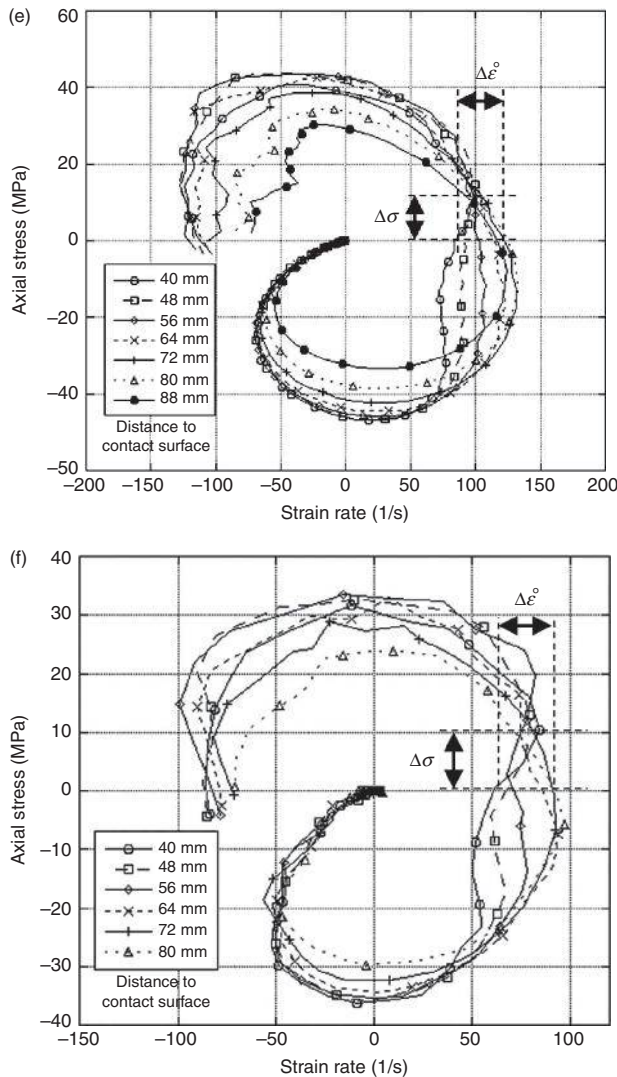 (e)
60
40
20
0
−20
−40
−50
Axial stress (MPa)
Δε°
Δσ
40 mm
48 mm
56 mm
64 mm
72 mm
80 mm
88 mm
Distance to
contact surface
−200 −150 −100 −50 0 50 100 150 200
Strain rate (1/s)
(f)
40
30
20
10
0
−10
−20
−30
−40
Axial stress (MPa)
Δε°
Δσ
40 mm
48 mm
56 mm
64 mm
72 mm
80 mm
Distance to
contact surface
−150 −100 −50 0 50 100
Strain rate (1/s)